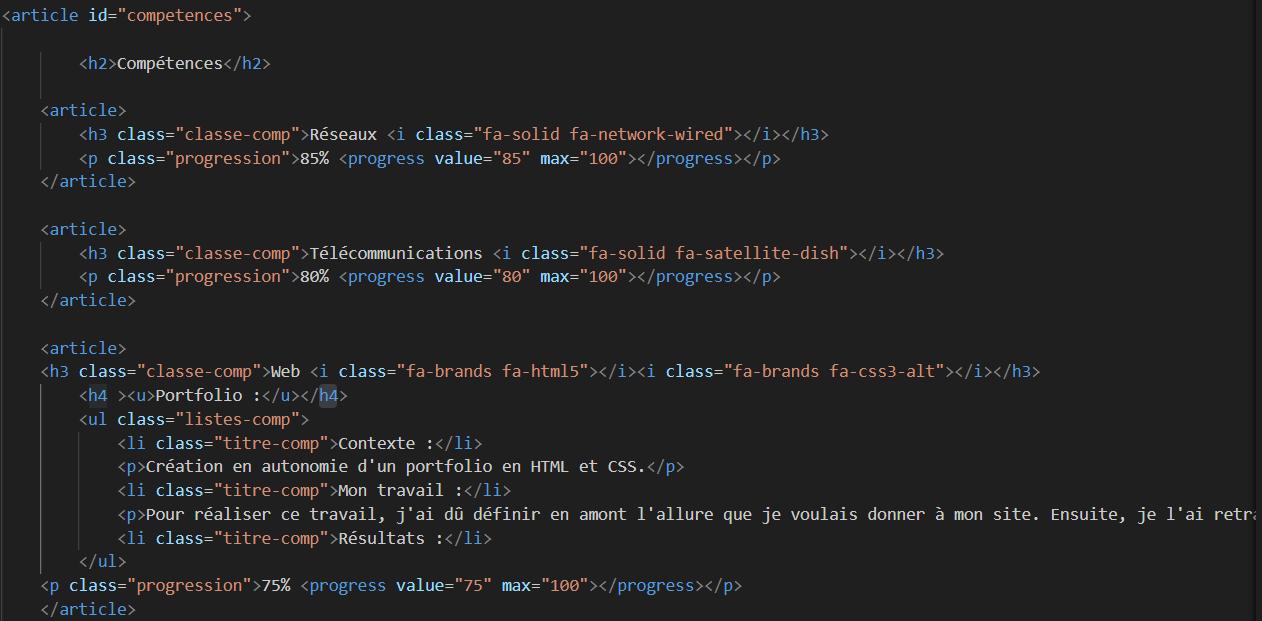 <article id="competences">
<h2>Compétences</h2>
<article>
<h3 class="classe-comp">Réseaux <i class="fa-solid fa-network-wired"></i></h3>
<p class="progression">85% <progress value="85" max="100"></progress></p>
</article>
<article>
<h3 class="classe-comp">Télécommunications <i class="fa-solid fa-satellite-dish"></i></h3>
<p class="progression">80% <progress value="80" max="100"></progress></p>
</article>
<article>
<h3 class="classe-comp">Web <i class="fa-brands fa-html5"></i><i class="fa-brands fa-css3-alt"></i></h3>
<h4 ><u>Portfolio :</u></h4>
<ul class="listes-comp">
<li class="titre-comp">Contexte :</li>
<p>Création en autonomie d'un portfolio en HTML et CSS.</p>
<li class="titre-comp">Mon travail :</li>
<p>Pour réaliser ce travail, j'ai dû définir en amont l'allure que je voulais donner à mon site. Ensuite, je l'ai
<li class="titre-comp">Résultats :</li>
</ul>
<p class="progression">75% <progress value="75" max="100"></progress></p>
</article>